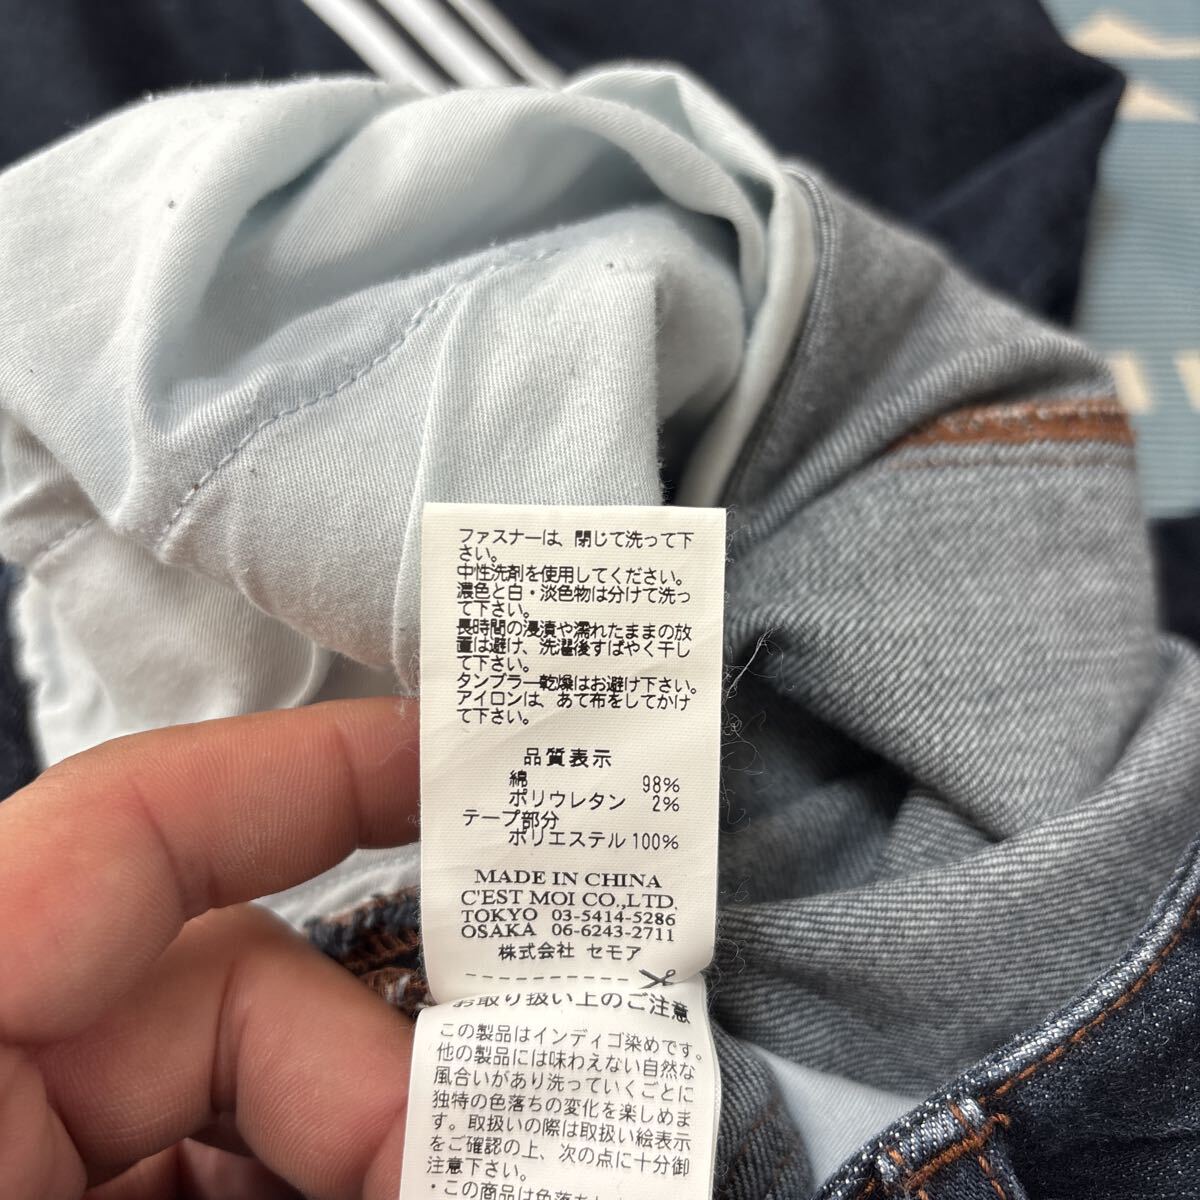 ファスナーは、閉じて洗って下
さい。
中性洗剤を使用してください。
濃色と白・淡色物は分けて洗っ
て下さい。
長時間の浸漬や濡れたままの放
置は避け、洗濯後すばやく干し
て下さい。
タンブラー乾燥はお避け下さい。
アイロンは、あて布をしてかけ
て下さい。
品質表示
綿 98%
ポリウレタン 2%
テープ部分
ポリエステル 100%
MADE IN CHINA
C'EST MOI CO.,LTD.
TOKYO 03-5414-5286
OSAKA 06-6243-2711
株式会社 セモア
お取り扱い上のご注意
この製品はインディゴ染めです。
他の製品には味わえない自然な
風合いがあり洗っていくごとに
独特の色落ちの変化を楽しめま
す。取扱いの際は取扱い絵表示
をご確認の上、次の点に十分御
注意下さい。
・この商品は色落ち